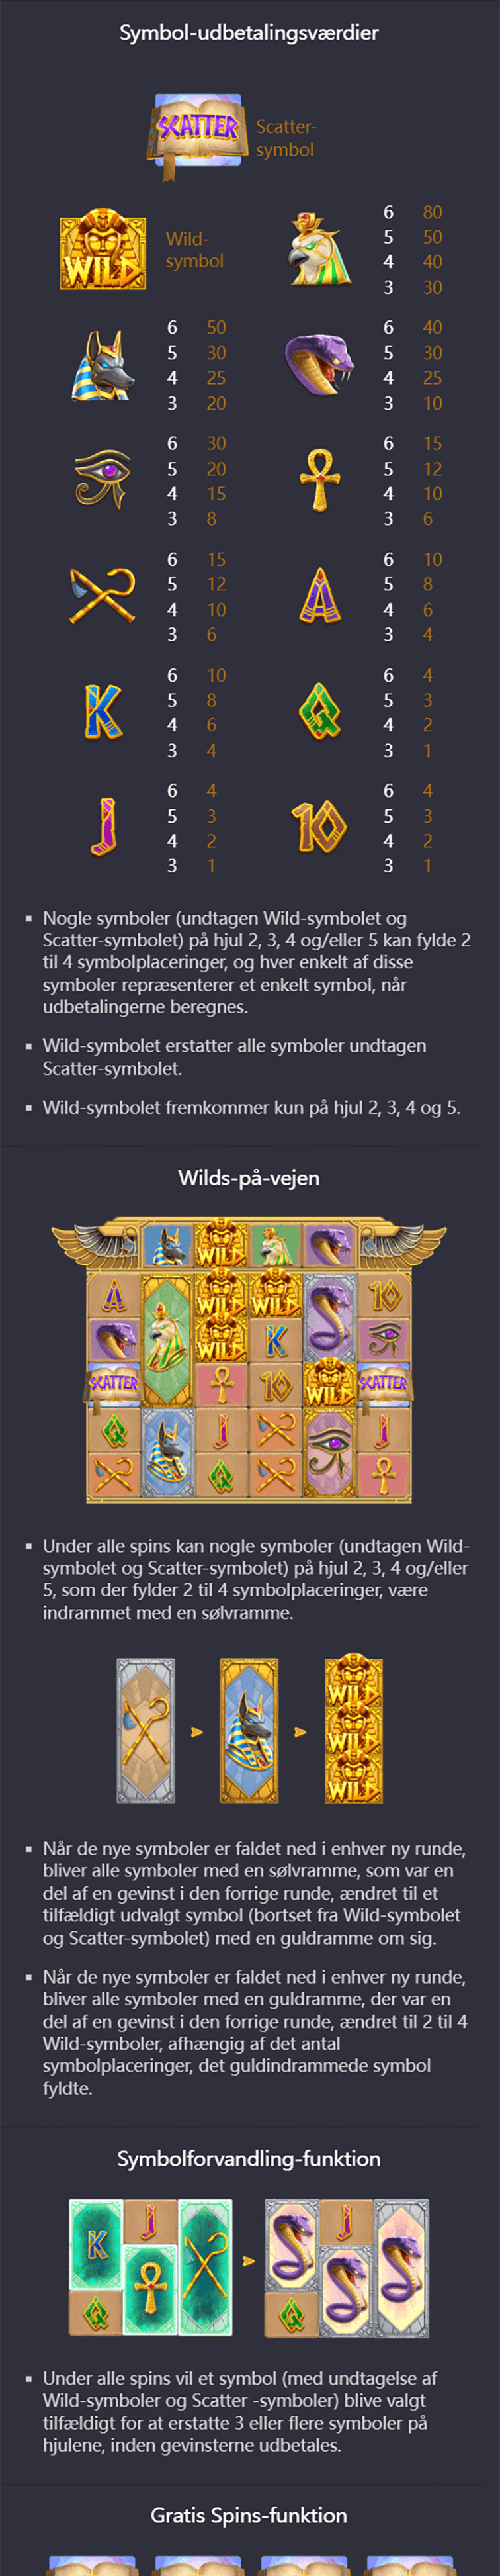 Symbol-udbetalingsværdier
SCATTER
Scatter-
symbol
WILD
Wild-
symbol
6 80
5 50
4 40
3 30
6 50
5 30
4 25
3 20
6 40
5 30
4 25
3 10
6 30
5 20
4 15
3 8
6 15
5 12
4 10
3 6
6 15
5 12
4 10
3 6
A
6 10
5 8
4 6
3 4
K
6 10
5 8
4 6
3 4
Q
6 4
5 3
4 2
3 1
J
6 4
5 3
4 2
3 1
10
6 4
5 3
4 2
3 1
Nogle symboler (undtagen Wild-symbolet og
Scatter-symbolet) på hjul 2, 3, 4 og/eller 5 kan fylde 2
til 4 symbolplaceringer, og hver enkelt af disse
symboler repræsenterer et enkelt symbol, når
udbetalingerne beregnes.
Wild-symbolet erstatter alle symboler undtagen
Scatter-symbolet.
Wild-symbolet fremkommer kun på hjul 2, 3, 4 og 5.
Wilds-på-vejen
WILD
A WILD WILD 10
WILD K
SCATTER 10 WILD SCATTER
Q J J
Q
Under alle spins kan nogle symboler (undtagen Wild-
symbolet og Scatter-symbolet) på hjul 2, 3, 4 og/eller
5, som der fylder 2 til 4 symbolplaceringer, være
indrammet med en sølvramme.
WILD
WILD
WILD
Når de nye symboler er faldet ned i enhver ny runde,
bliver alle symboler med en sølvramme, som var en
del af en gevinst i den forrige runde, ændret til et
tilfældigt udvalgt symbol (bortset fra Wild-symbolet
og Scatter-symbolet) med en guldramme om sig.
Når de nye symboler er faldet ned i enhver ny runde,
bliver alle symboler med en guldramme, der var en
del af en gevinst i den forrige runde, ændret til 2 til 4
Wild-symboler, afhængig af det antal
symbolplaceringer, det guldindrammede symbol
fyldte.
Symbolforvandling-funktion
K J J
Q Q
Under alle spins vil et symbol (med undtagelse af
Wild-symboler og Scatter -symboler) blive valgt
tilfældigt for at erstatte 3 eller flere symboler på
hjulene, inden gevinsterne udbetales.
Gratis Spins-funktion